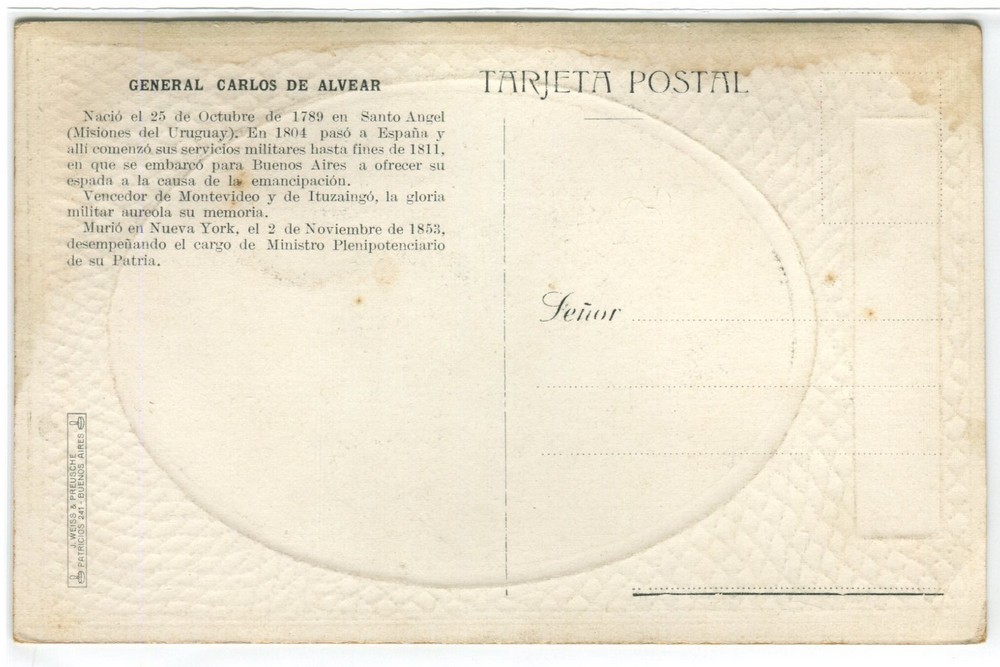 GENERAL CARLOS DE ALVEAR
Nació el 25 de Octubre de 1789 en Santo Angel
(Misiones del Uruguay). En 1804 pasó a España y
allí comenzó sus servicios militares hasta fines de 1811,
en que se embarcó para Buenos Aires a ofrecer su
espada a la causa de la emancipación.
Vencedor de Montevideo y de Ituzaingó, la gloria
militar aureola su memoria.
Murió en Nueva York, el 2 de Noviembre de 1853,
desempeñando el cargo de Ministro Plenipotenciario
de su Patria.
TARJETA POSTAL
Señor
J. WEISS & PREUSCHE
PATRICIOS 241 - BUENOS AIRES